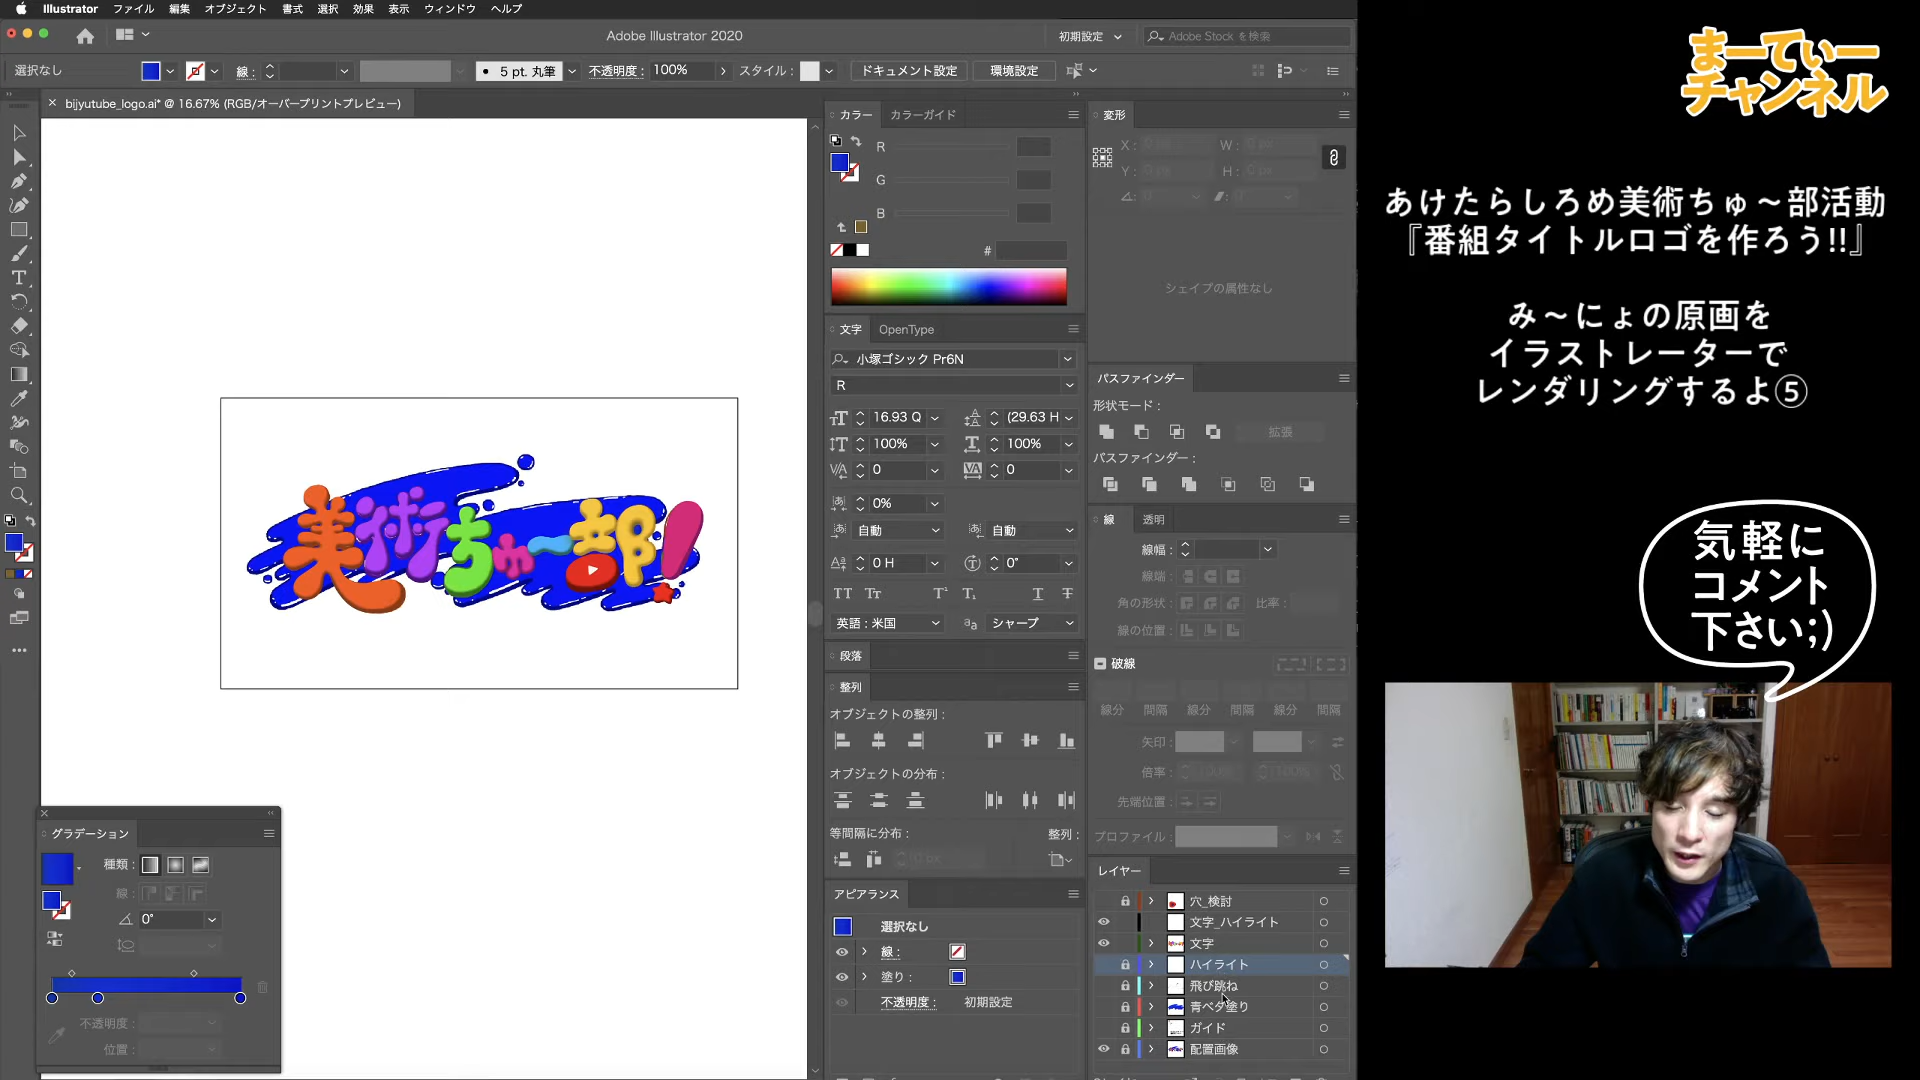 Illustrator ファイル 編集 オブジェクト 書式 選択 効果 表示 ウィンドウ ヘルプ
Adobe Illustrator 2020
初期設定
Adobe Stock を検索
選択なし
線 :
5 pt. 丸筆
不透明度 : 100%
スタイル :
ドキュメント設定
環境設定
bijyutube_logo.ai* @ 16.67% (RGB/オーバープリントプレビュー)
美術ちゅ～部!
グラデーション
種類 :
線 :
0°
不透明度 :
位置 :
カラー カラーガイド
R
G
B
#
文字 OpenType
小塚ゴシック Pr6N
R
16.93 Q (29.63 H
100% 100%
0 0
0%
自動 自動
0 H 0°
英語 : 米国 シャープ
段落
整列
オブジェクトの整列 :
オブジェクトの分布 :
等間隔に分布 : 整列 :
0 px
アピアランス
選択なし
線 :
塗り :
不透明度 : 初期設定
変形
X : W :
Y : H :
シェイプの属性なし
パスファインダー
形状モード :
拡張
パスファインダー :
線 透明
線幅 :
線端 :
角の形状 : 比率 :
線の位置 :
破線
線分 間隔 線分 間隔 線分 間隔
矢印 :
倍率 : 100% 100%
先端位置 :
プロファイル :
レイヤー
穴_検討
文字_ハイライト
文字
ハイライト
飛び跳ね
青ベタ塗り
ガイド
配置画像
まーてぃー
チャンネル
あけたらしろめ美術ちゅ～部活動
『番組タイトルロゴを作ろう!!』
み～にょの原画を
イラストレーターで
レンダリングするよ⑤
気軽に
コメント
下さい;)